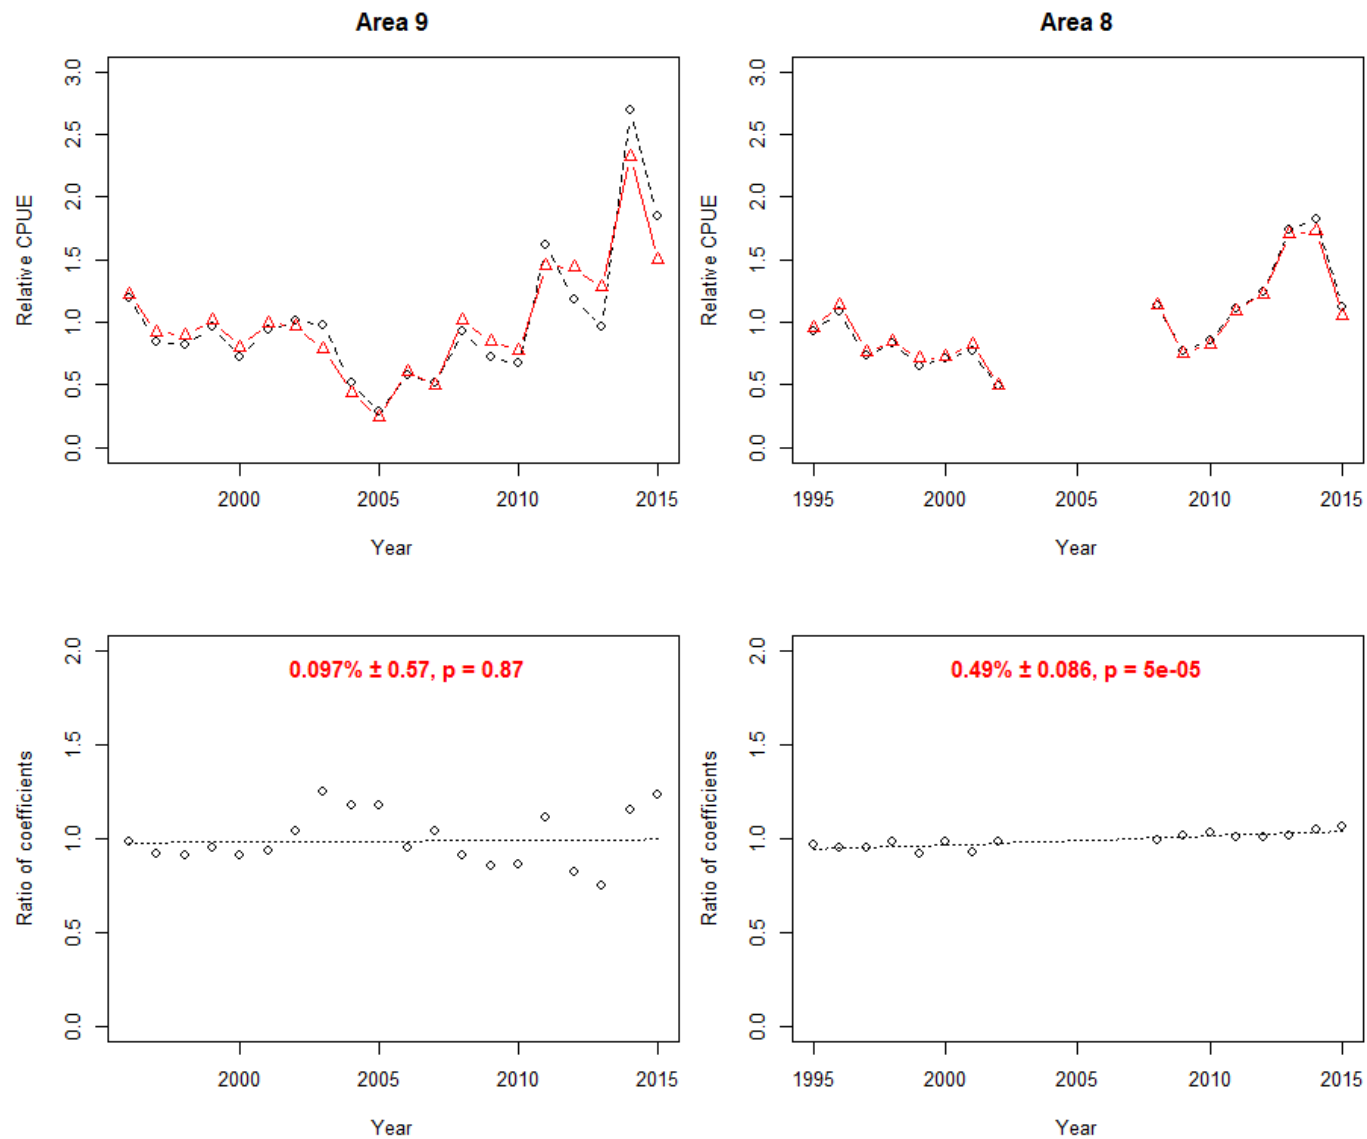 Area 9
3.0
2.5
2.0
1.5
1.0
0.5
0.0
Relative CPUE
2000 2005 2010 2015
Year
Area 8
3.0
2.5
2.0
1.5
1.0
0.5
0.0
Relative CPUE
1995 2000 2005 2010 2015
Year
0.097% ± 0.57, p = 0.87
2.0
1.5
1.0
0.5
0.0
Ratio of coefficients
2000 2005 2010 2015
Year
0.49% ± 0.086, p = 5e-05
2.0
1.5
1.0
0.5
0.0
Ratio of coefficients
1995 2000 2005 2010 2015
Year